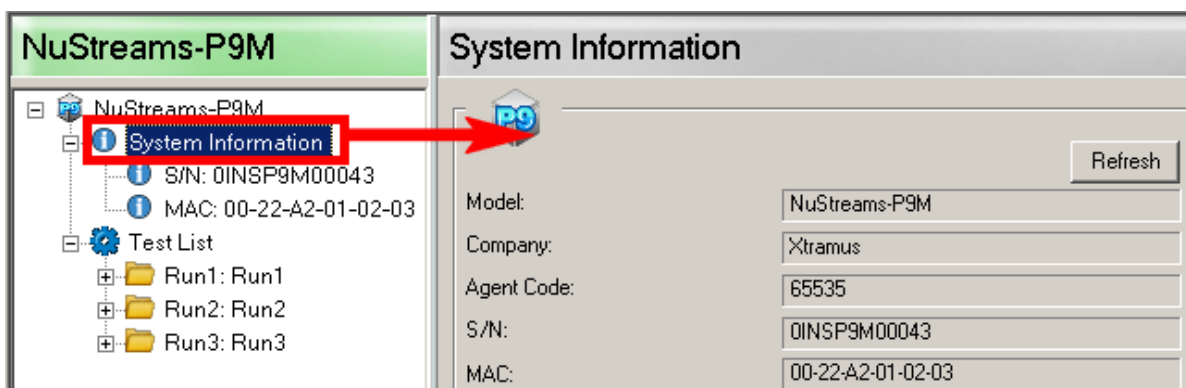 NuStreams-P9M
NuStreams-P9M
System Information
S/N: 0INSP9M00043
MAC: 00-22-A2-01-02-03
Test List
Run1: Run1
Run2: Run2
Run3: Run3
System Information
P9
Refresh
Model: NuStreams-P9M
Company: Xtramus
Agent Code: 65535
S/N: 0INSP9M00043
MAC: 00-22-A2-01-02-03